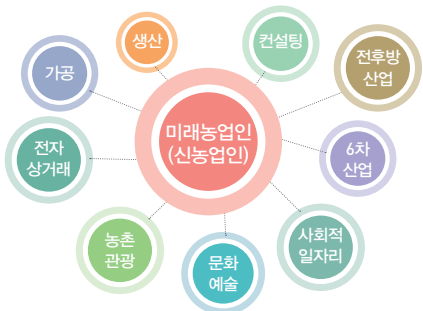 생산
컨설팅
가공
전후방
산업
미래농업인
(신농업인)
전자
상거래
6차
산업
농촌
관광
문화
예술
사회적
일자리